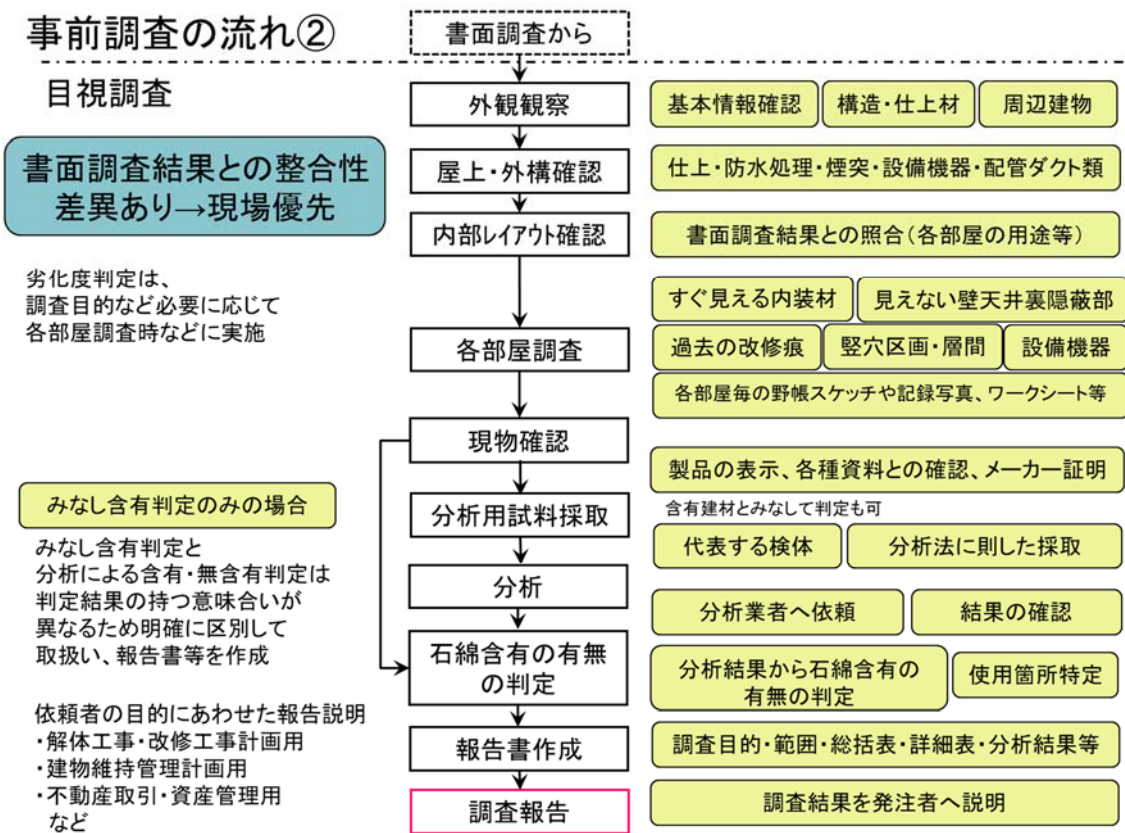 事前調査の流れ②
書面調査から
目視調査
外観観察
基本情報確認
構造・仕上材
周辺建物
書面調査結果との整合性
差異あり→現場優先
屋上・外構確認
仕上・防水処理・煙突・設備機器・配管ダクト類
内部レイアウト確認
書面調査結果との照合(各部屋の用途等)
劣化度判定は、
調査目的など必要に応じて
各部屋調査時などに実施
すぐ見える内装材
見えない壁天井裏隠蔽部
各部屋調査
過去の改修痕
竪穴区画・層間
設備機器
各部屋毎の野帳スケッチや記録写真、ワークシート等
現物確認
製品の表示、各種資料との確認、メーカー証明
みなし含有判定のみの場合
分析用試料採取
含有建材とみなして判定も可
代表する検体
分析法に則した採取
みなし含有判定と
分析による含有・無含有判定は
判定結果の持つ意味合いが
異なるため明確に区別して
取扱い、報告書等を作成
分析
分析業者へ依頼
結果の確認
石綿含有の有無
の判定
分析結果から石綿含有の
有無の判定
使用箇所特定
依頼者の目的にあわせた報告説明
・解体工事・改修工事計画用
・建物維持管理計画用
・不動産取引・資産管理用
など
報告書作成
調査目的・範囲・総括表・詳細表・分析結果等
調査報告
調査結果を発注者へ説明